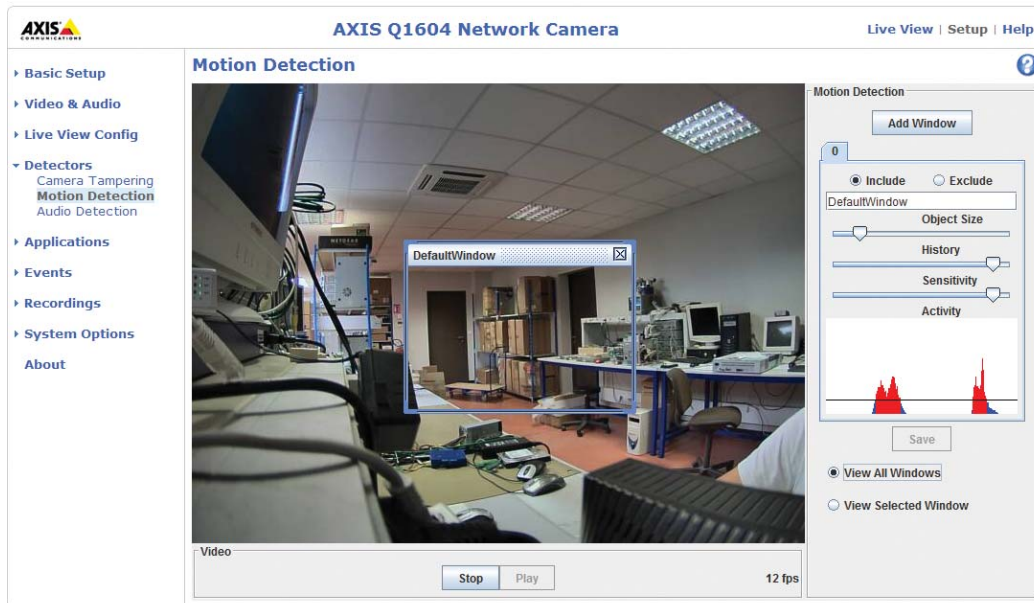 AXIS
COMMUNICATIONS
AXIS Q1604 Network Camera
Live View | Setup | Help
Basic Setup
Video & Audio
Live View Config
Detectors
Camera Tampering
Motion Detection
Audio Detection
Applications
Events
Recordings
System Options
About
Motion Detection
?
NETGEAR
DefaultWindow
Video
Stop
Play
12 fps
Motion Detection
Add Window
0
Include
Exclude
DefaultWindow
Object Size
History
Sensitivity
Activity
Save
View All Windows
View Selected Window